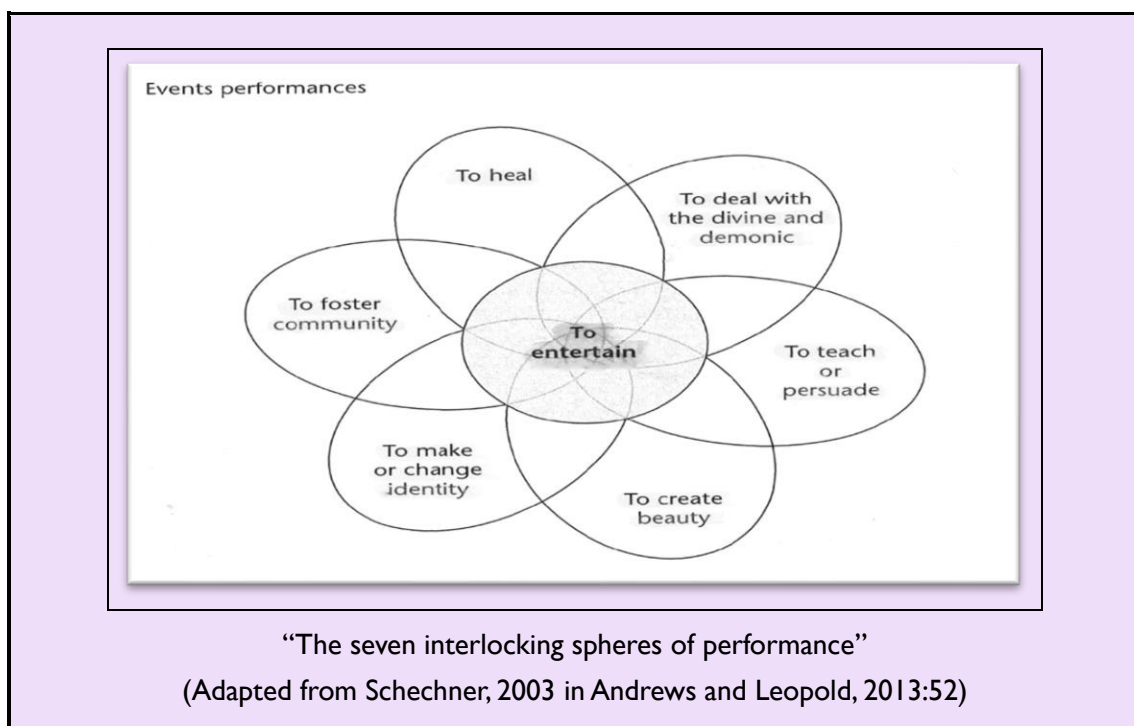 Events performances
To heal
To deal with
the divine and
demonic
To foster
community
To
entertain
To teach
or
persuade
To make
or change
identity
To create
beauty
“The seven interlocking spheres of performance”
(Adapted from Schechner, 2003 in Andrews and Leopold, 2013:52)